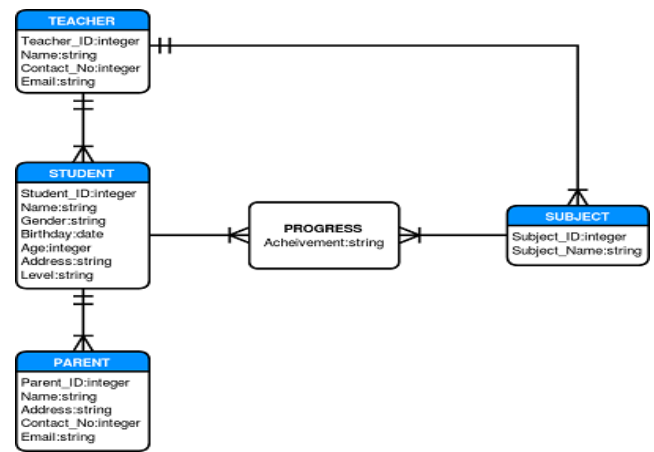 TEACHER
Teacher_ID:integer
Name:string
Contact_No:integer
Email:string
STUDENT
Student_ID:integer
Name:string
Gender:string
Birthday:date
Age:integer
Address:string
Level:string
PROGRESS
Acheivement:string
SUBJECT
Subject_ID:integer
Subject_Name:string
PARENT
Parent_ID:integer
Name:string
Address:string
Contact_No:integer
Email:string